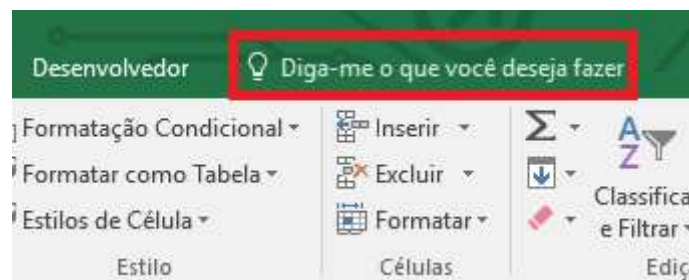 Desenvolvedor Diga-me o que você deseja fazer
Formatação Condicional Inserir
Formatar como Tabela Excluir
Estilos de Célula Formatar
e Filtrar
Estilo Células